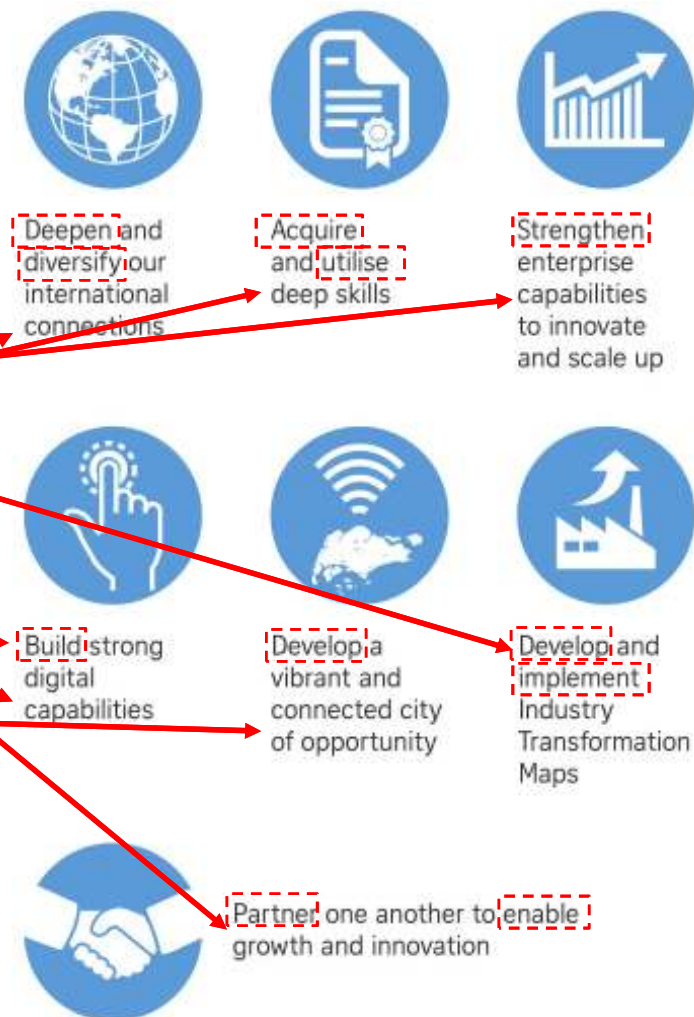 Deepen and
diversify our
international
connections
Acquire
and utilise
deep skills
Strengthen
enterprise
capabilities
to innovate
and scale up
Build strong
digital
capabilities
Develop a
vibrant and
connected city
of opportunity
Develop and
implement
Industry
Transformation
Maps
Partner one another to enable
growth and innovation